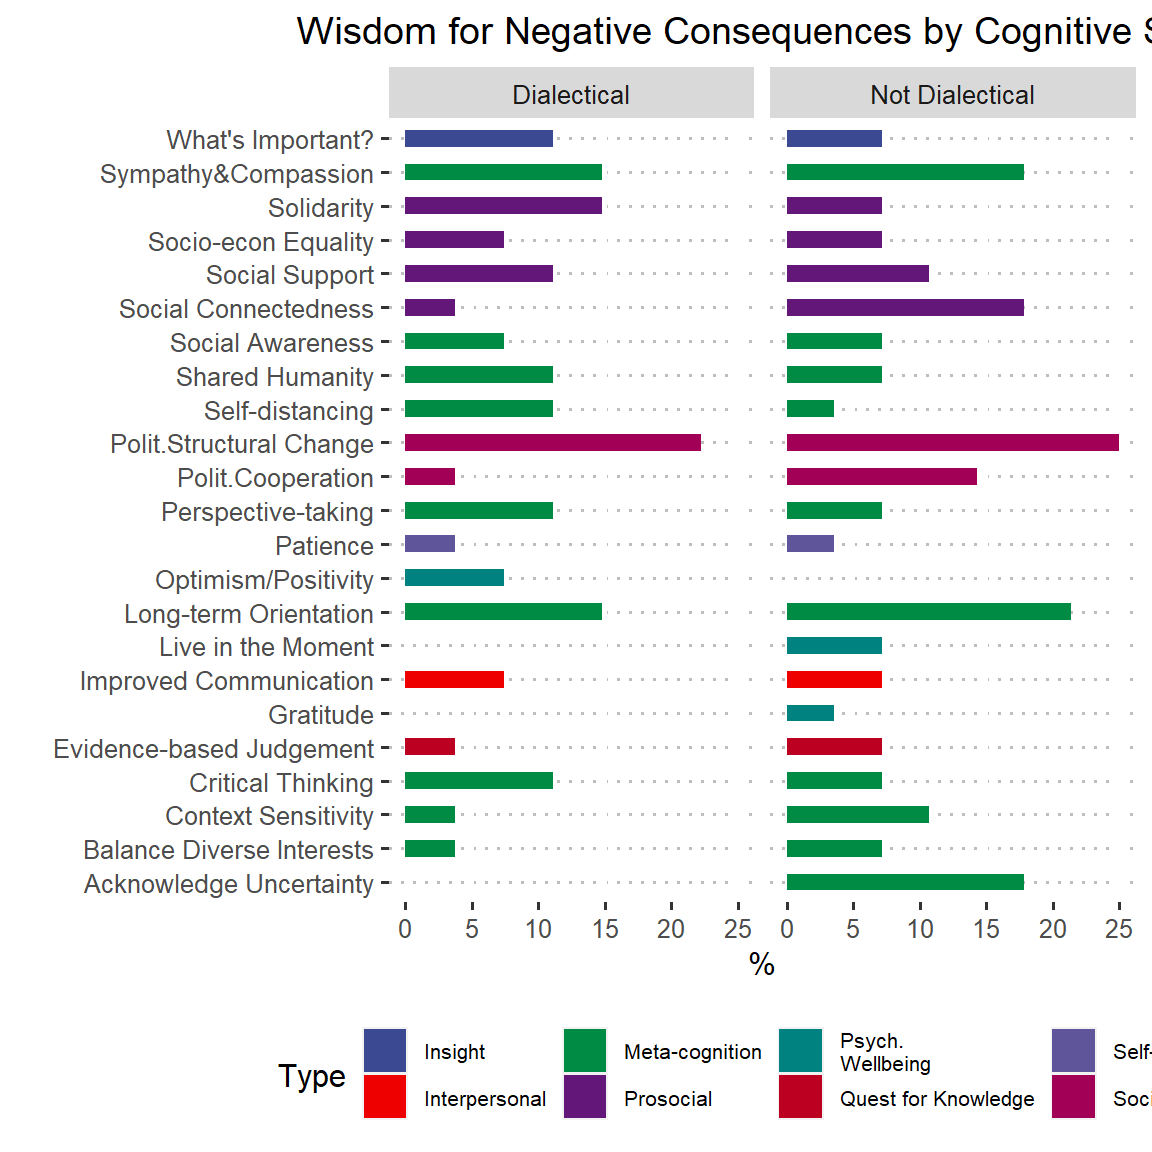 Wisdom for Negative Consequences by Cognitive
Dialectical
Not Dialectical
What's Important?
Sympathy&Compassion
Solidarity
Socio-econ Equality
Social Support
Social Connectedness
Social Awareness
Shared Humanity
Self-distancing
Polit.Structural Change
Polit.Cooperation
Perspective-taking
Patience
Optimism/Positivity
Long-term Orientation
Live in the Moment
Improved Communication
Gratitude
Evidence-based Judgement
Critical Thinking
Context Sensitivity
Balance Diverse Interests
Acknowledge Uncertainty
0 5 10 15 20 25
0 5 10 15 20 25
%
Type
Insight
Meta-cognition
Psych.
Wellbeing
Self-
Interpersonal
Prosocial
Quest for Knowledge